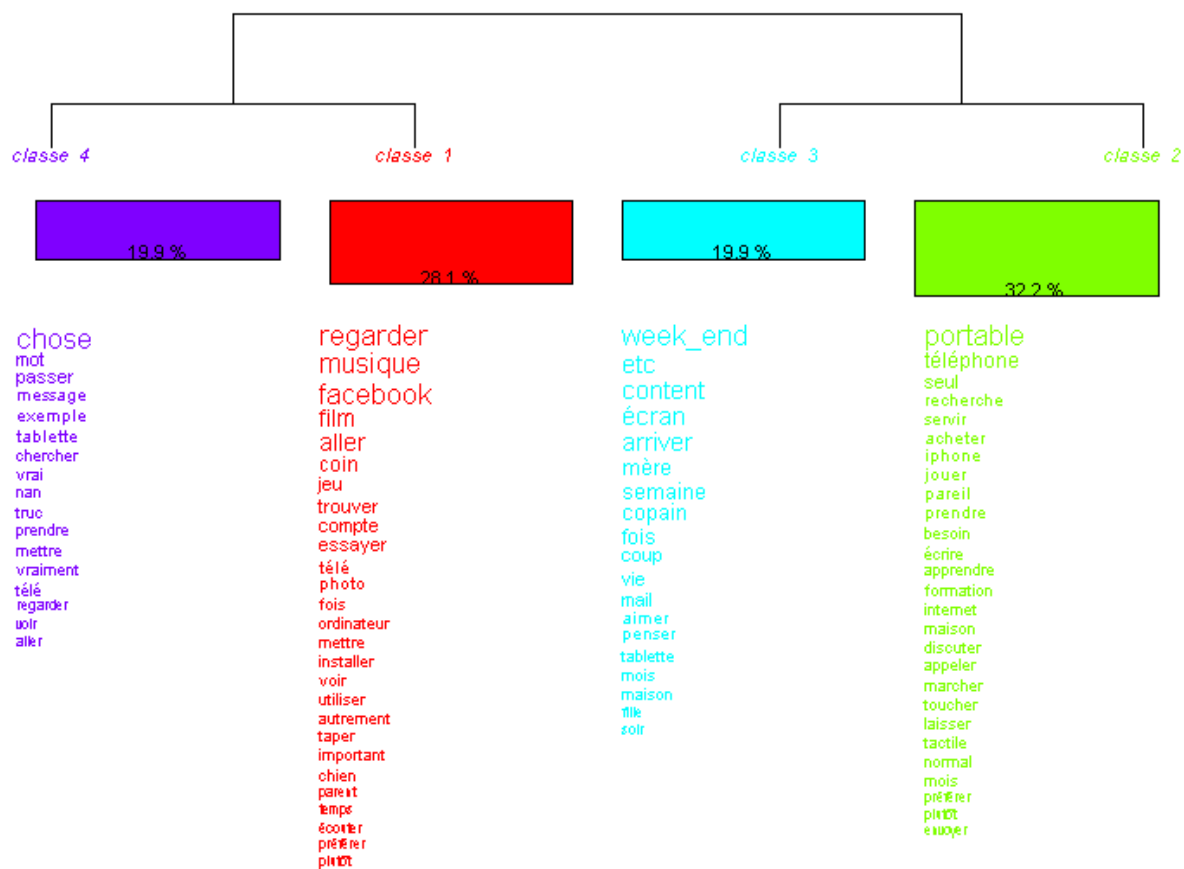 classe 4
classe 1
classe 3
classe 2
19.9 %
28.1 %
19.9 %
32.2 %
chose
mot
passer
message
exemple
tablette
chercher
vrai
nan
truc
prendre
mettre
vraiment
télé
regarder
voir
aller
regarder
musique
facebook
film
aller
coin
jeu
trouver
compte
essayer
télé
photo
fois
ordinateur
mettre
installer
voir
utiliser
autrement
taper
important
chien
parent
temps
écouter
préférer
plutôt
week_end
etc
content
écran
arriver
mère
semaine
copain
fois
coup
vie
mail
aimer
penser
tablette
mois
maison
fille
soir
portable
téléphone
seul
recherche
servir
acheter
iphone
jouer
pareil
prendre
besoin
écrire
apprendre
formation
internet
maison
discuter
appeler
marcher
toucher
laisser
tactile
normal
mois
préférer
plutôt
envoyer